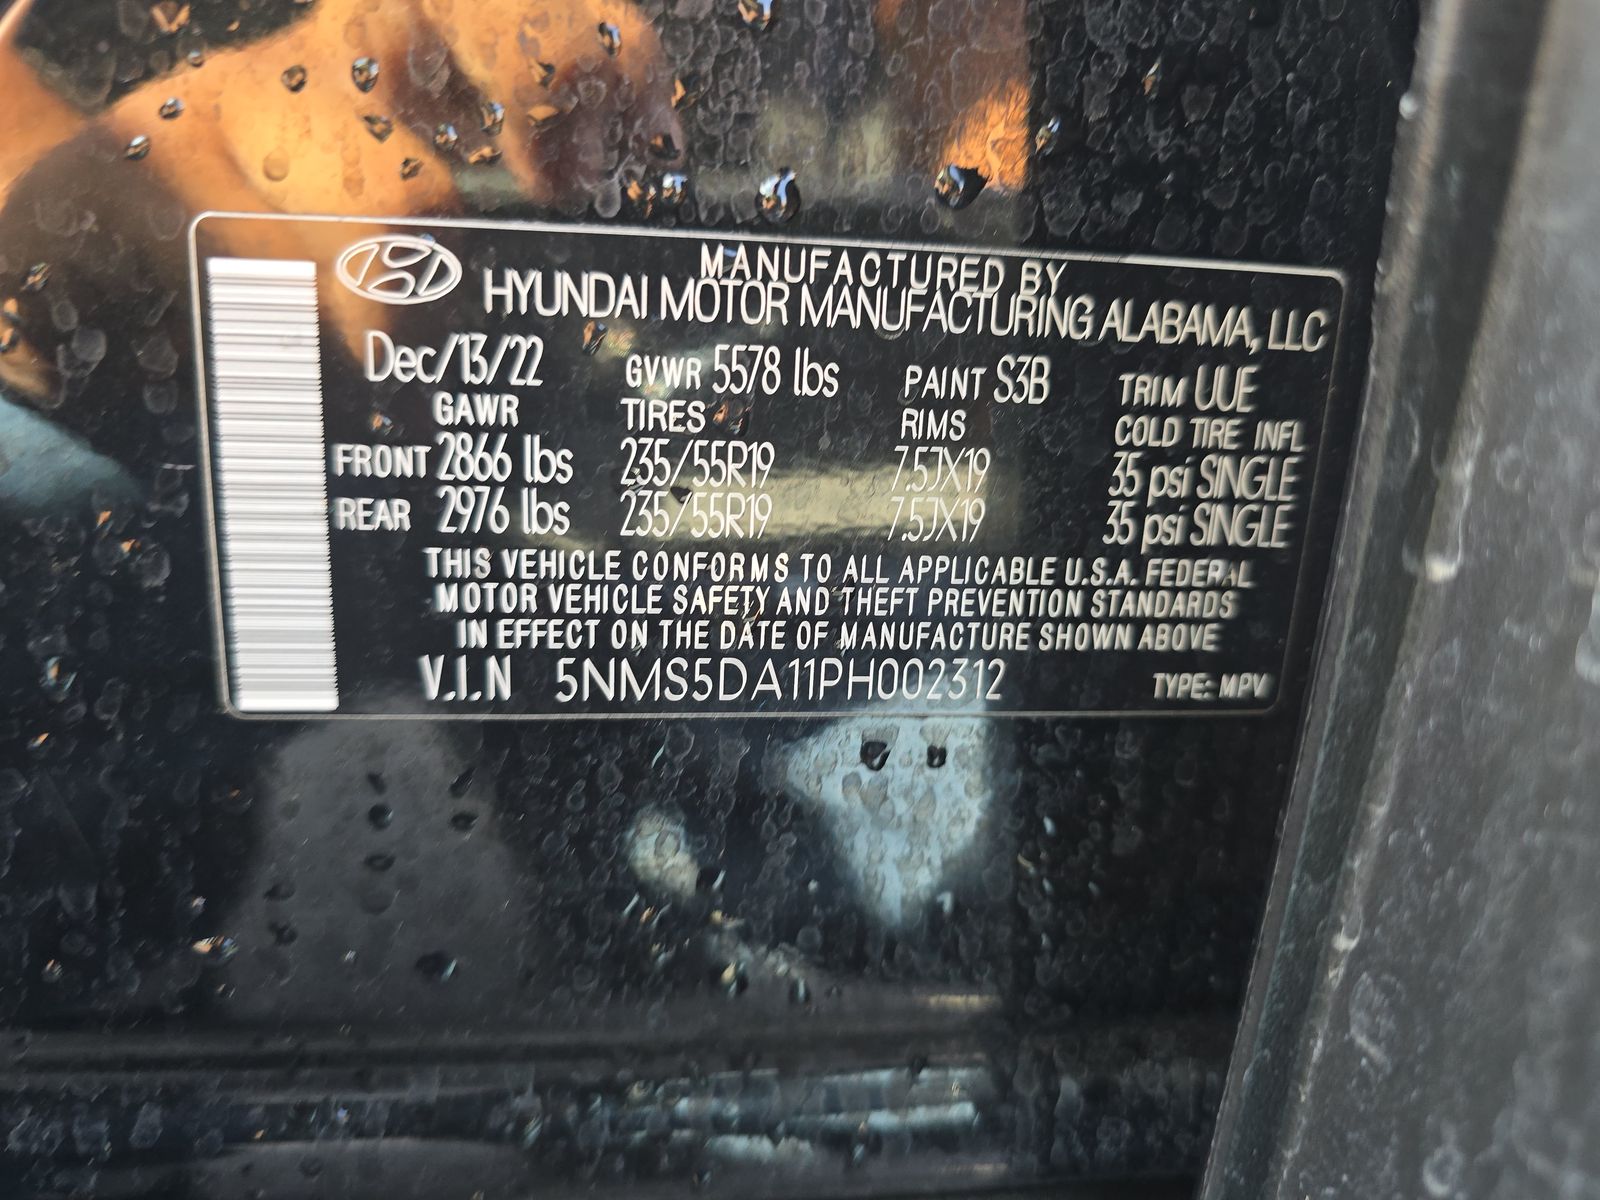 MANUFACTURED BY
HYUNDAI MOTOR MANUFACTURING ALABAMA, LLC
Dec/13/22 GVWR 5578 lbs PAINT S3B TRIM UUE
GAWR TIRES RIMS COLD TIRE INFL
FRONT 2866 lbs 235/55R19 7.5JX19 35 psi SINGLE
REAR 2976 lbs 235/55R19 7.5JX19 35 psi SINGLE
THIS VEHICLE CONFORMS TO ALL APPLICABLE U.S.A. FEDERAL
MOTOR VEHICLE SAFETY AND THEFT PREVENTION STANDARDS
IN EFFECT ON THE DATE OF MANUFACTURE SHOWN ABOVE
V.I.N 5NMS5DA11PH002312 TYPE: MPV